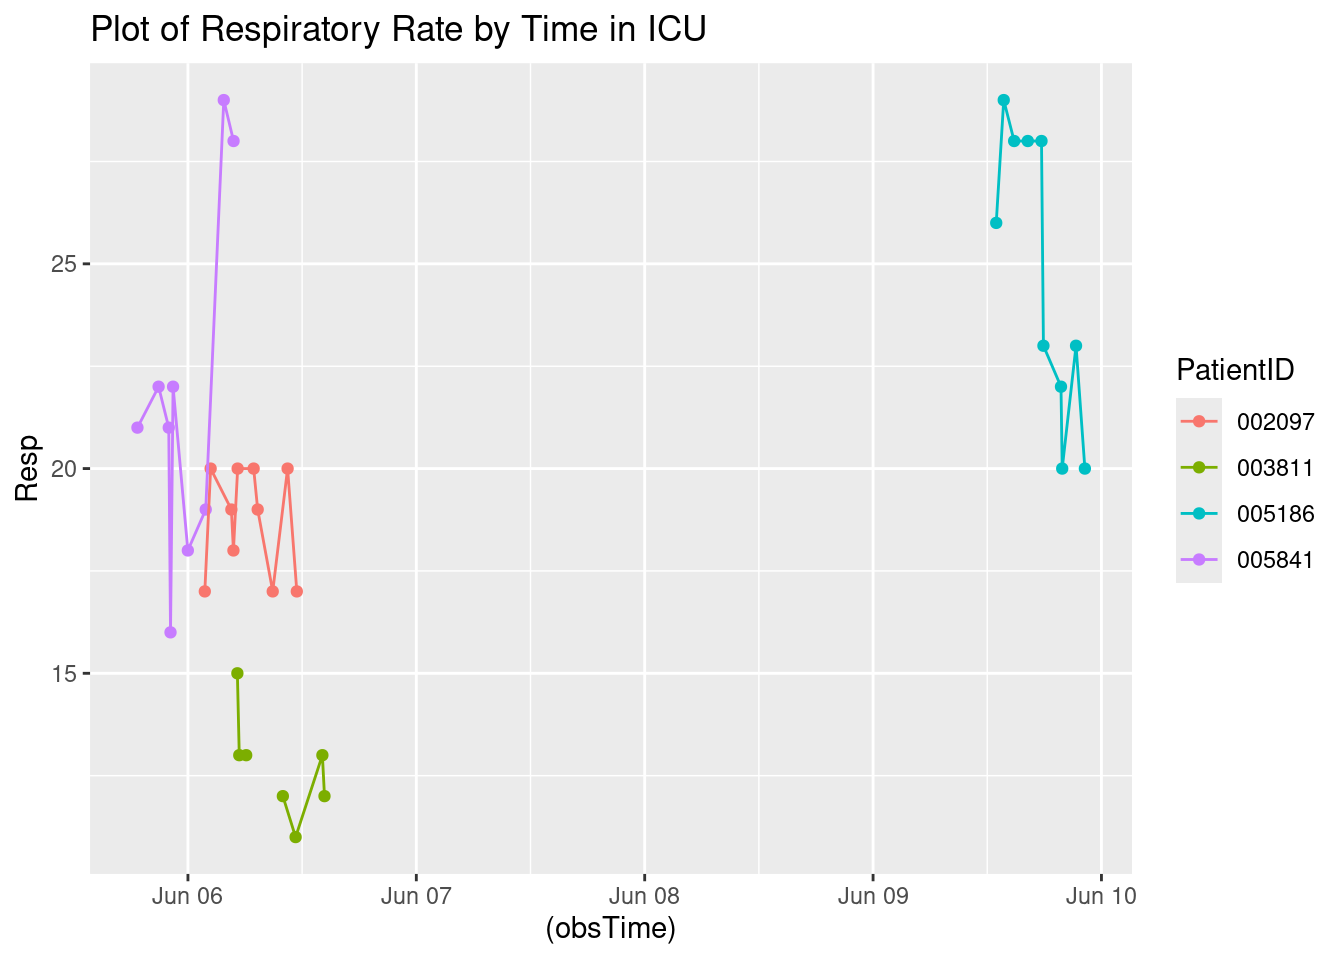 Plot of Respiratory Rate by Time in ICU
Resp
25
20
15
Jun 06 Jun 07 Jun 08 Jun 09 Jun 10
(obsTime)
PatientID
002097
003811
005186
005841